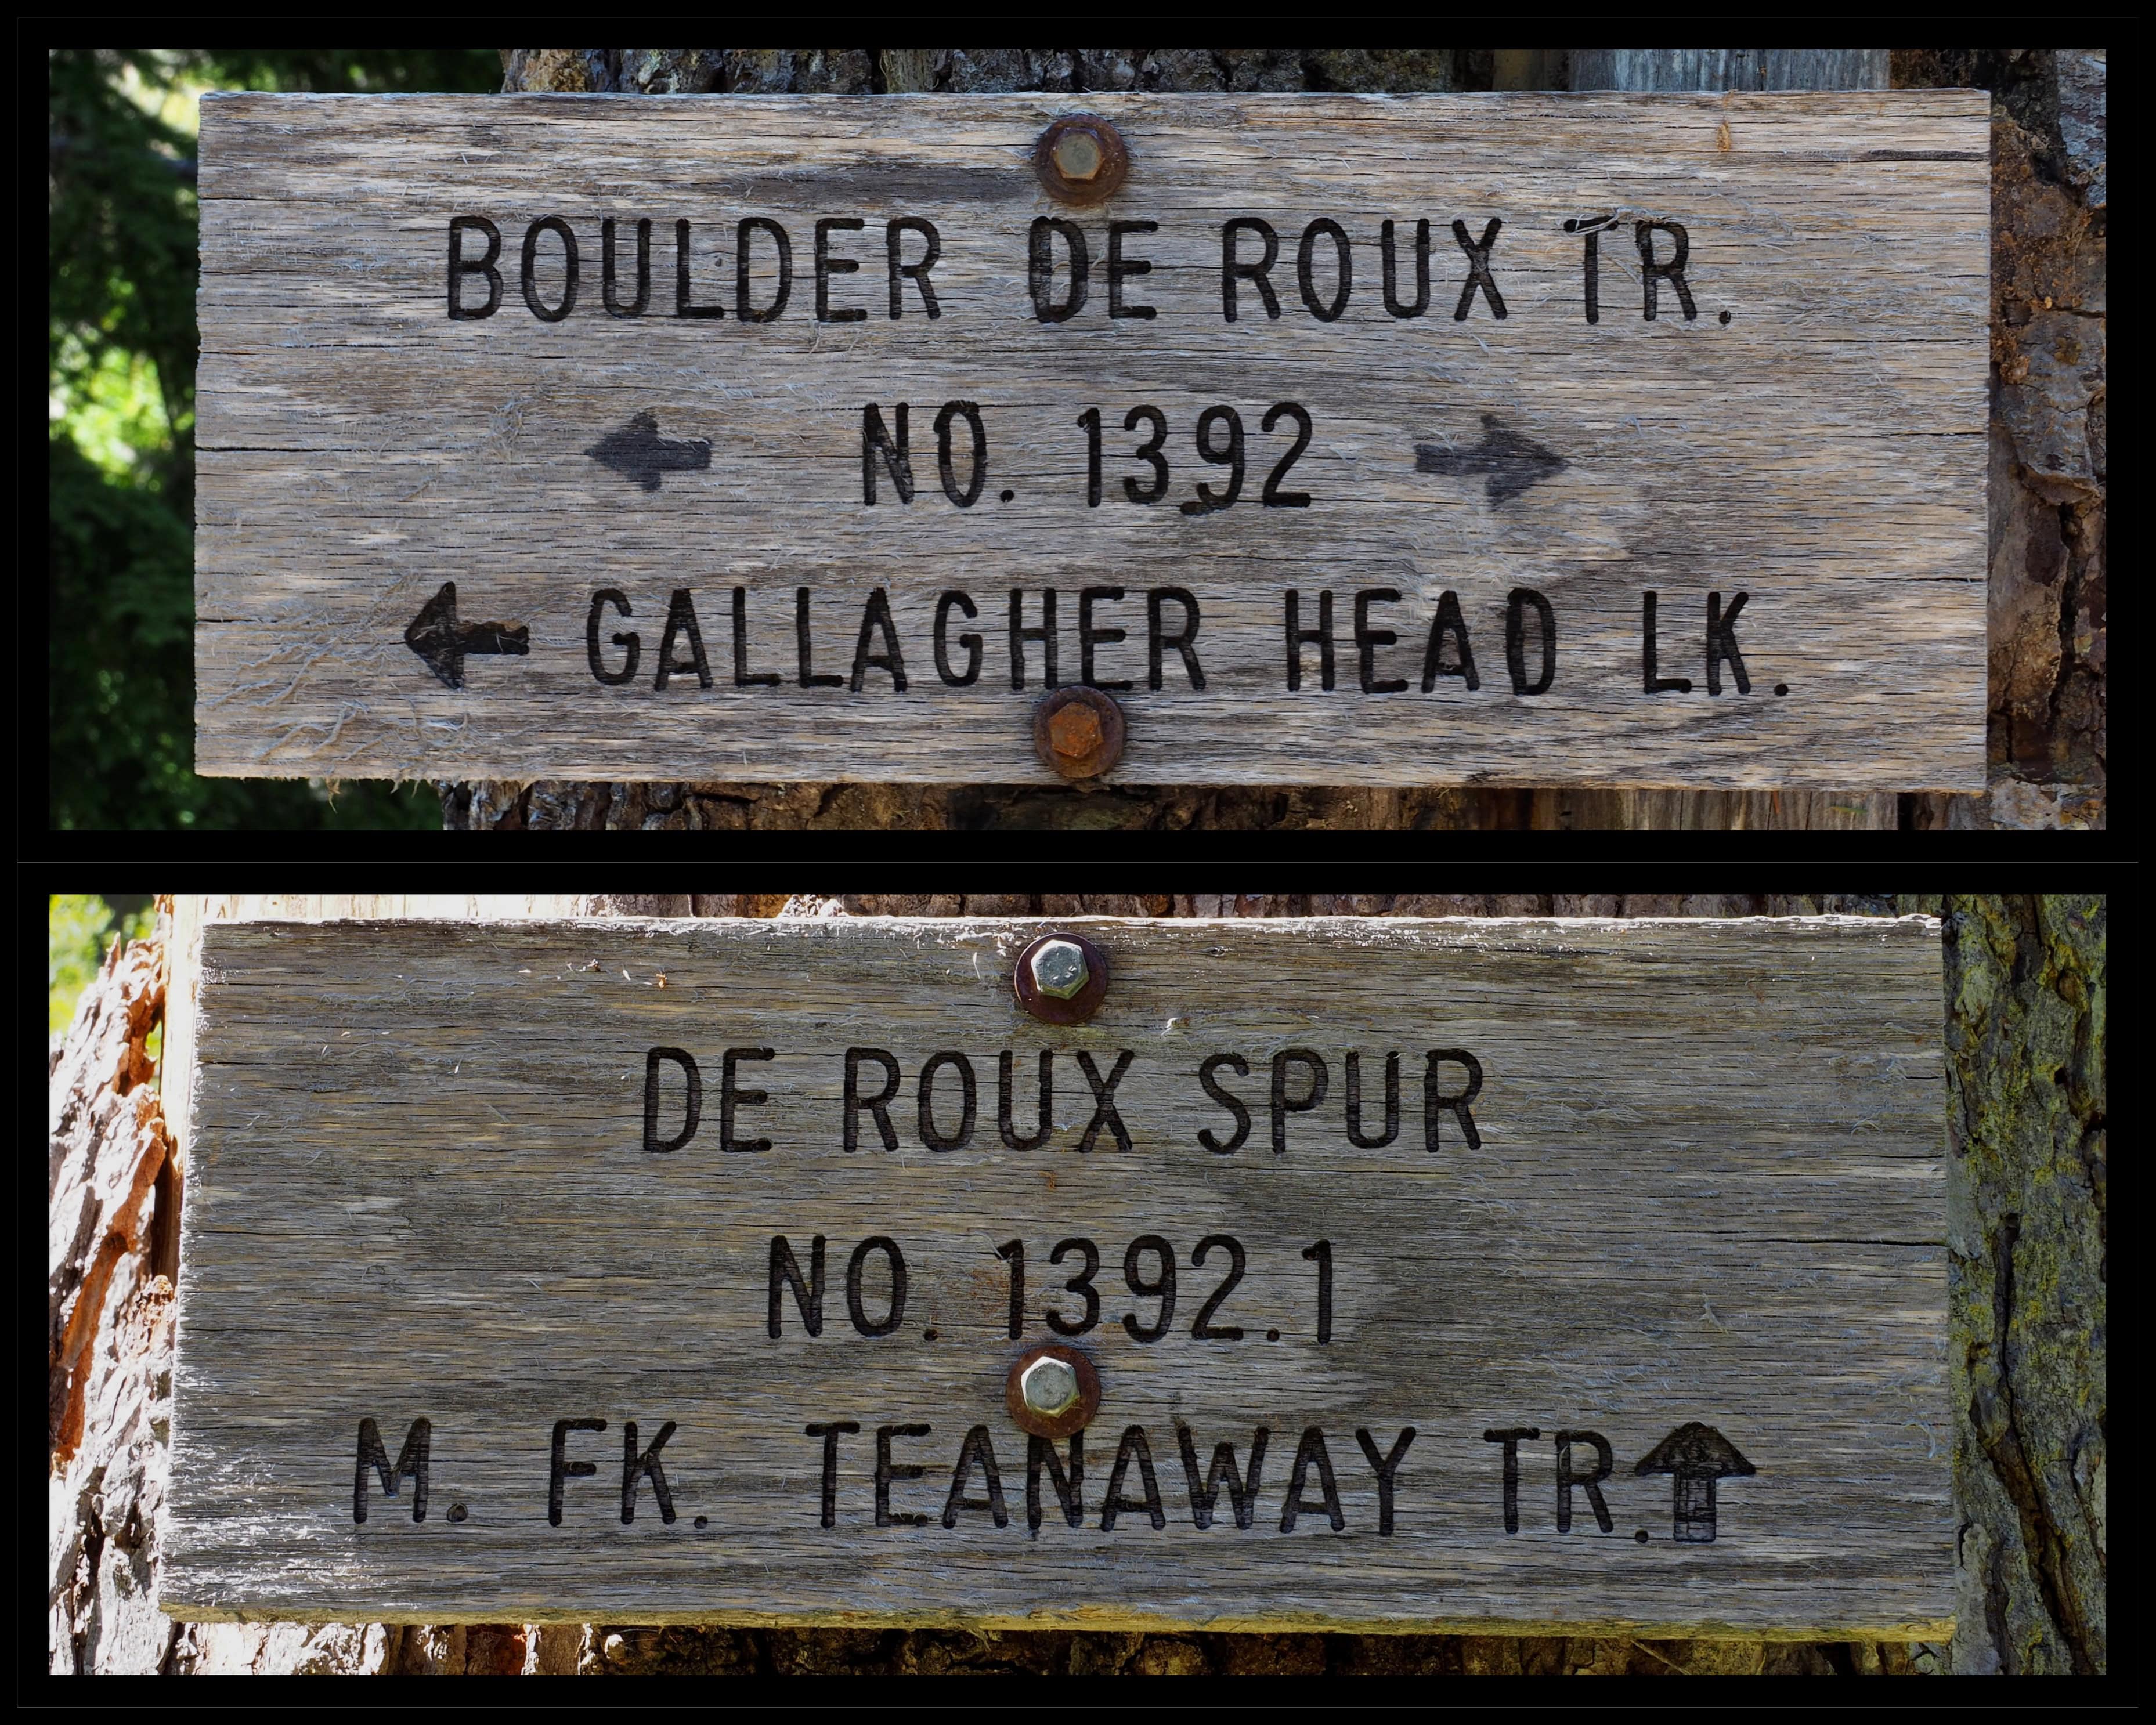 BOULDER DE ROUX TR.
← NO. 1392 →
← GALLAGHER HEAD LK.
DE ROUX SPUR
NO. 1392.1
M. FK. TEANAWAY TR. ↑